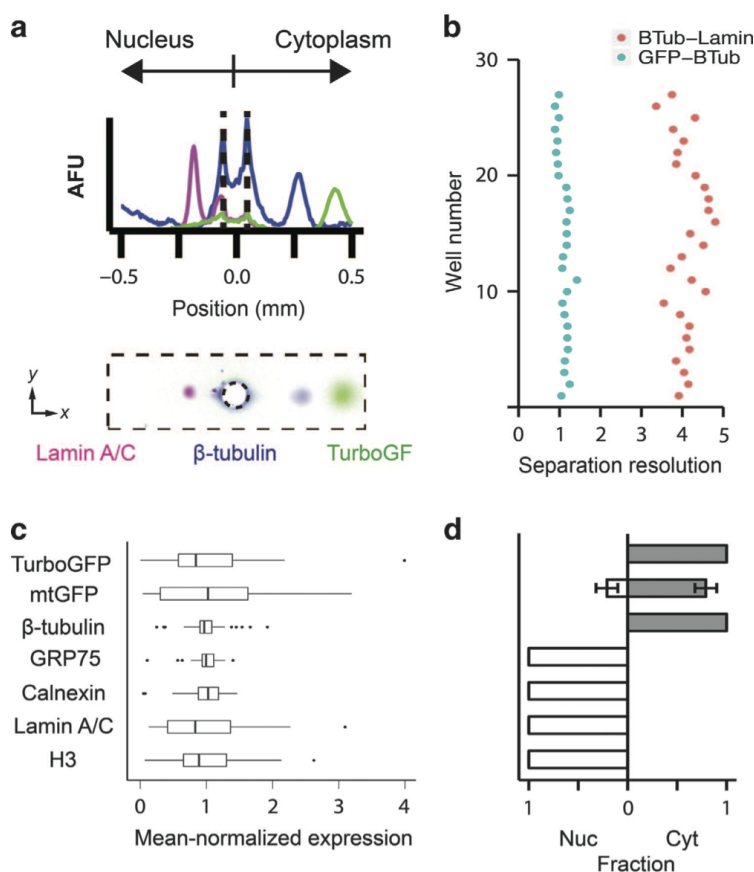 a
Nucleus Cytoplasm
AFU
−0.5 0.0 0.5
Position (mm)
y
x
Lamin A/C β-tubulin TurboGF
b
BTub–Lamin
GFP–BTub
30
20
10
Well number
0 1 2 3 4 5
Separation resolution
c
TurboGFP
mtGFP
β-tubulin
GRP75
Calnexin
Lamin A/C
H3
0 1 2 3 4
Mean-normalized expression
d
1 0 1
Nuc Cyt
Fraction